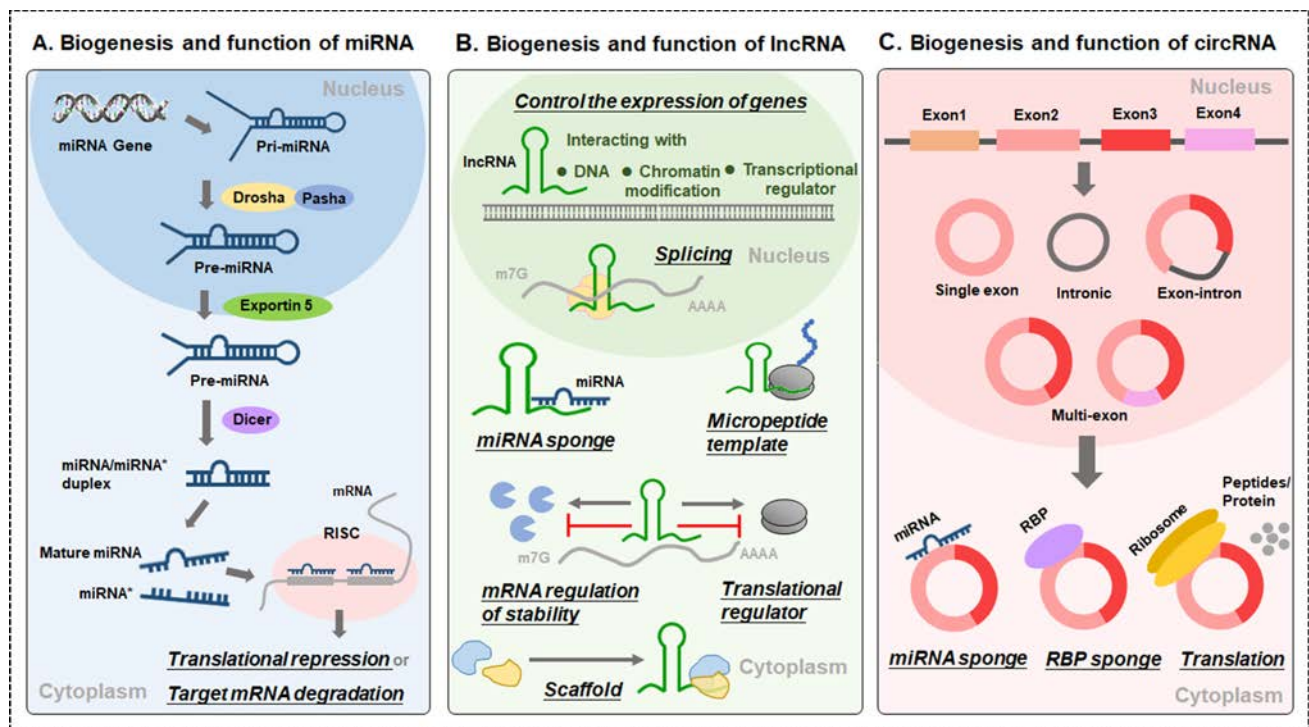 A. Biogenesis and function of miRNA
Nucleus
miRNA Gene
Pri-miRNA
Drosha
Pasha
Pre-miRNA
Exportin 5
Pre-miRNA
Dicer
miRNA/miRNA*
duplex
mRNA
RISC
Mature miRNA
miRNA*
Translational repression or
Target mRNA degradation
Cytoplasm
B. Biogenesis and function of lncRNA
Control the expression of genes
lncRNA
Interacting with
● DNA
● Chromatin
modification
● Transcriptional
regulator
Splicing
Nucleus
m7G
AAAA
miRNA
miRNA sponge
Micropeptide
template
m7G
AAAA
mRNA regulation
of stability
Translational
regulator
Scaffold
Cytoplasm
C. Biogenesis and function of circRNA
Nucleus
Exon1
Exon2
Exon3
Exon4
Single exon
Intronic
Exon-intron
Multi-exon
miRNA
RBP
Ribosome
Peptides/
Protein
miRNA sponge
RBP sponge
Translation
Cytoplasm